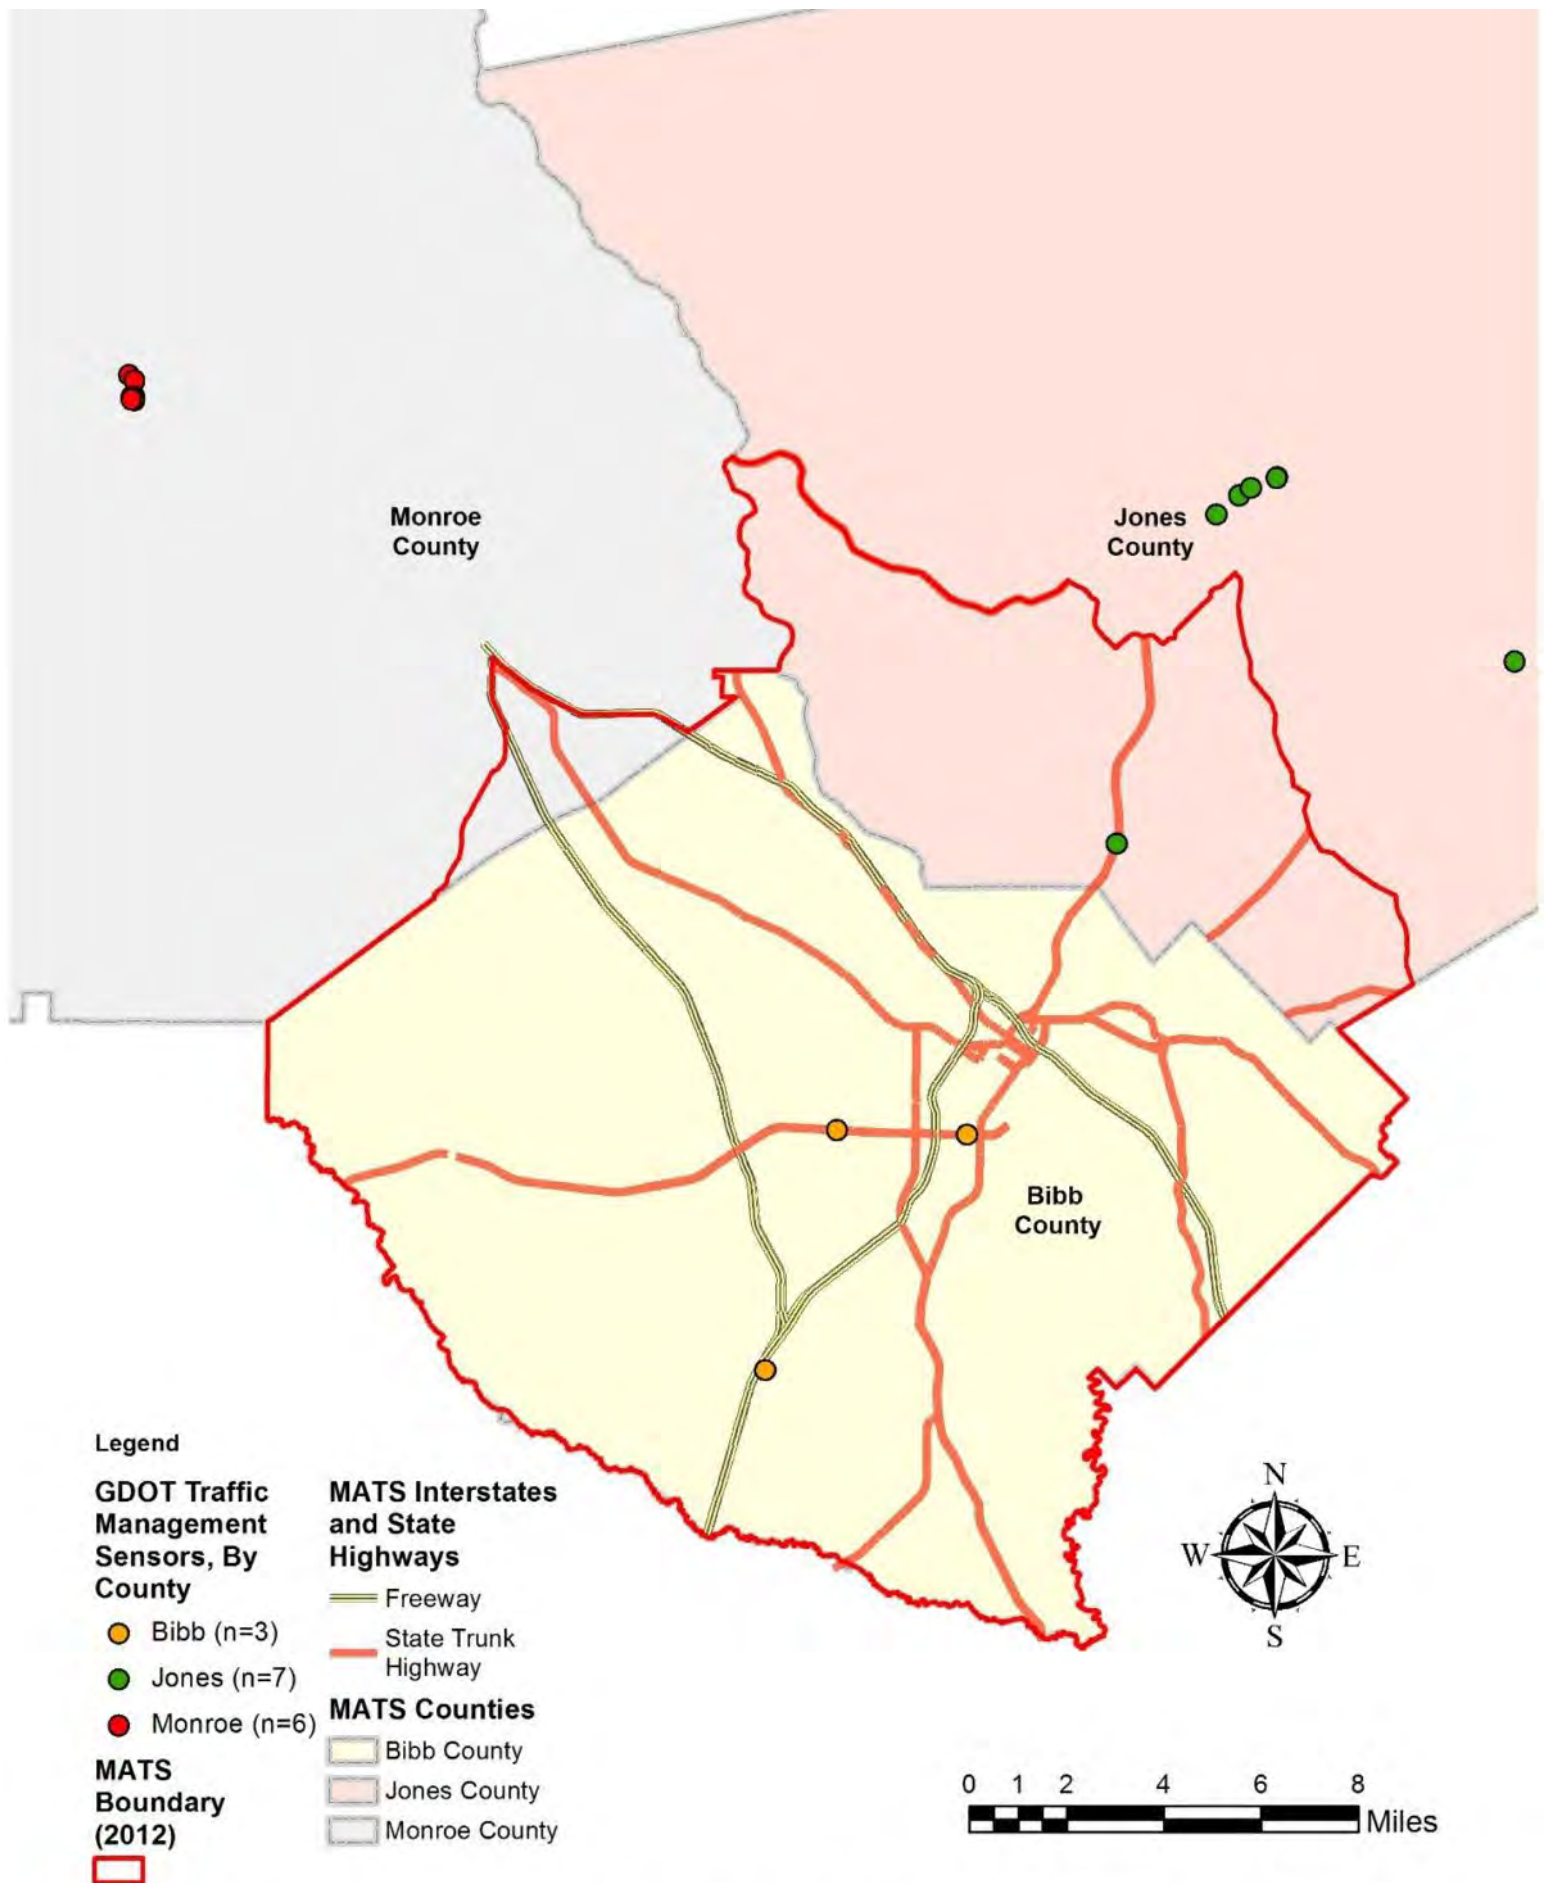 Monroe
County
Jones
County
Bibb
County
Legend
GDOT Traffic
Management
Sensors, By
County
Bibb (n=3)
Jones (n=7)
Monroe (n=6)
MATS
Boundary
(2012)
MATS Interstates
and State
Highways
Freeway
State Trunk
Highway
MATS Counties
Bibb County
Jones County
Monroe County
N
W E
S
0 1 2 4 6 8
Miles